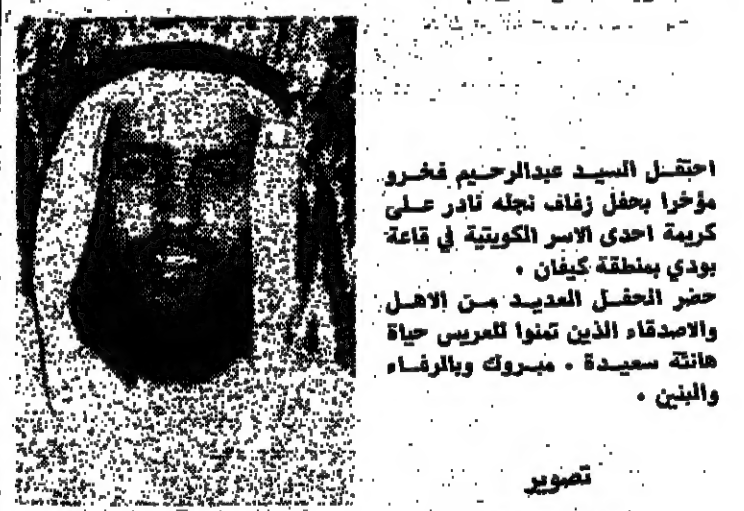 احتفل السيد عبدالرحيم فخرو
مؤخرا بحفل زفاف نجله نادر على
كريمة احدى الاسر الكويتية في قاعة
بودي بمنطقة كيفان .
حضر الحفل العديد من الاهل
والاصدقاء الذين تمنوا للعريس حياة
هانئة سعيدة . مبروك وبالرفاء
والبنين .
تصوير